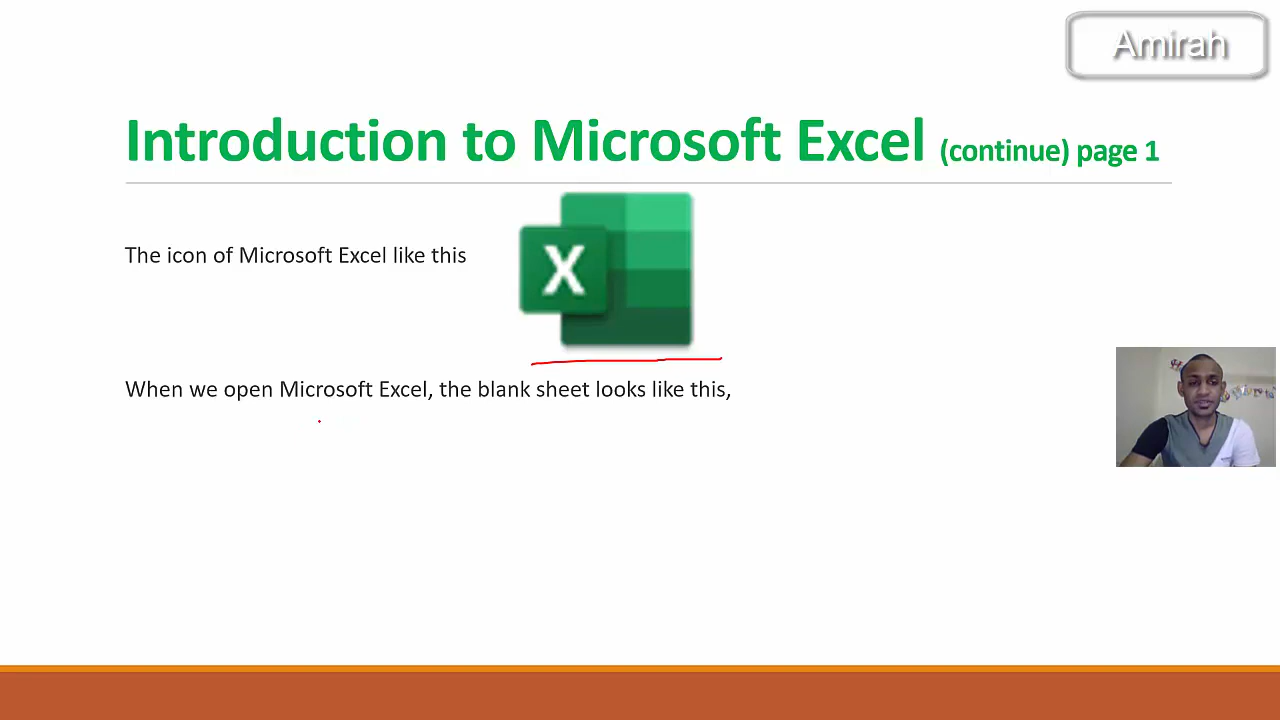 Amirah
Introduction to Microsoft Excel (continue) page 1
The icon of Microsoft Excel like this
X
When we open Microsoft Excel, the blank sheet looks like this,